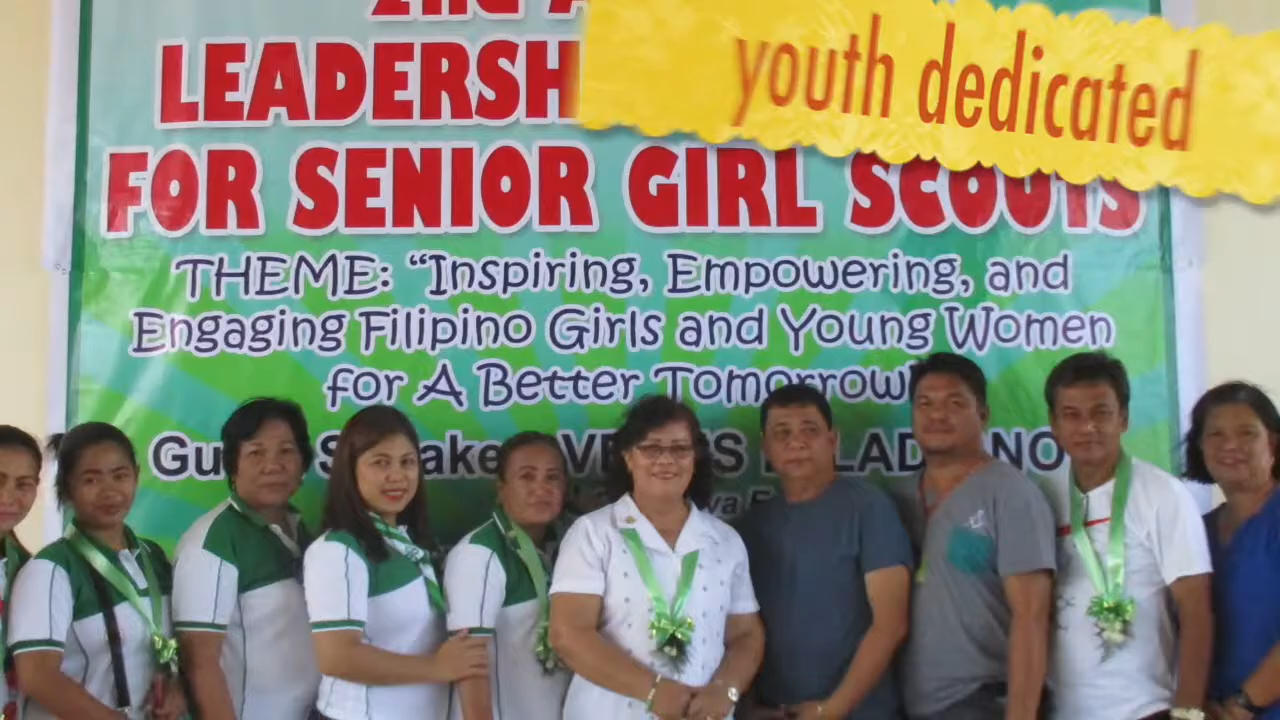 youth dedicated
LEADERSH
FOR SENIOR GIRL SCOUTS
THEME: “Inspiring, Empowering, and
Engaging Filipino Girls and Young Women
for A Better Tomorrow